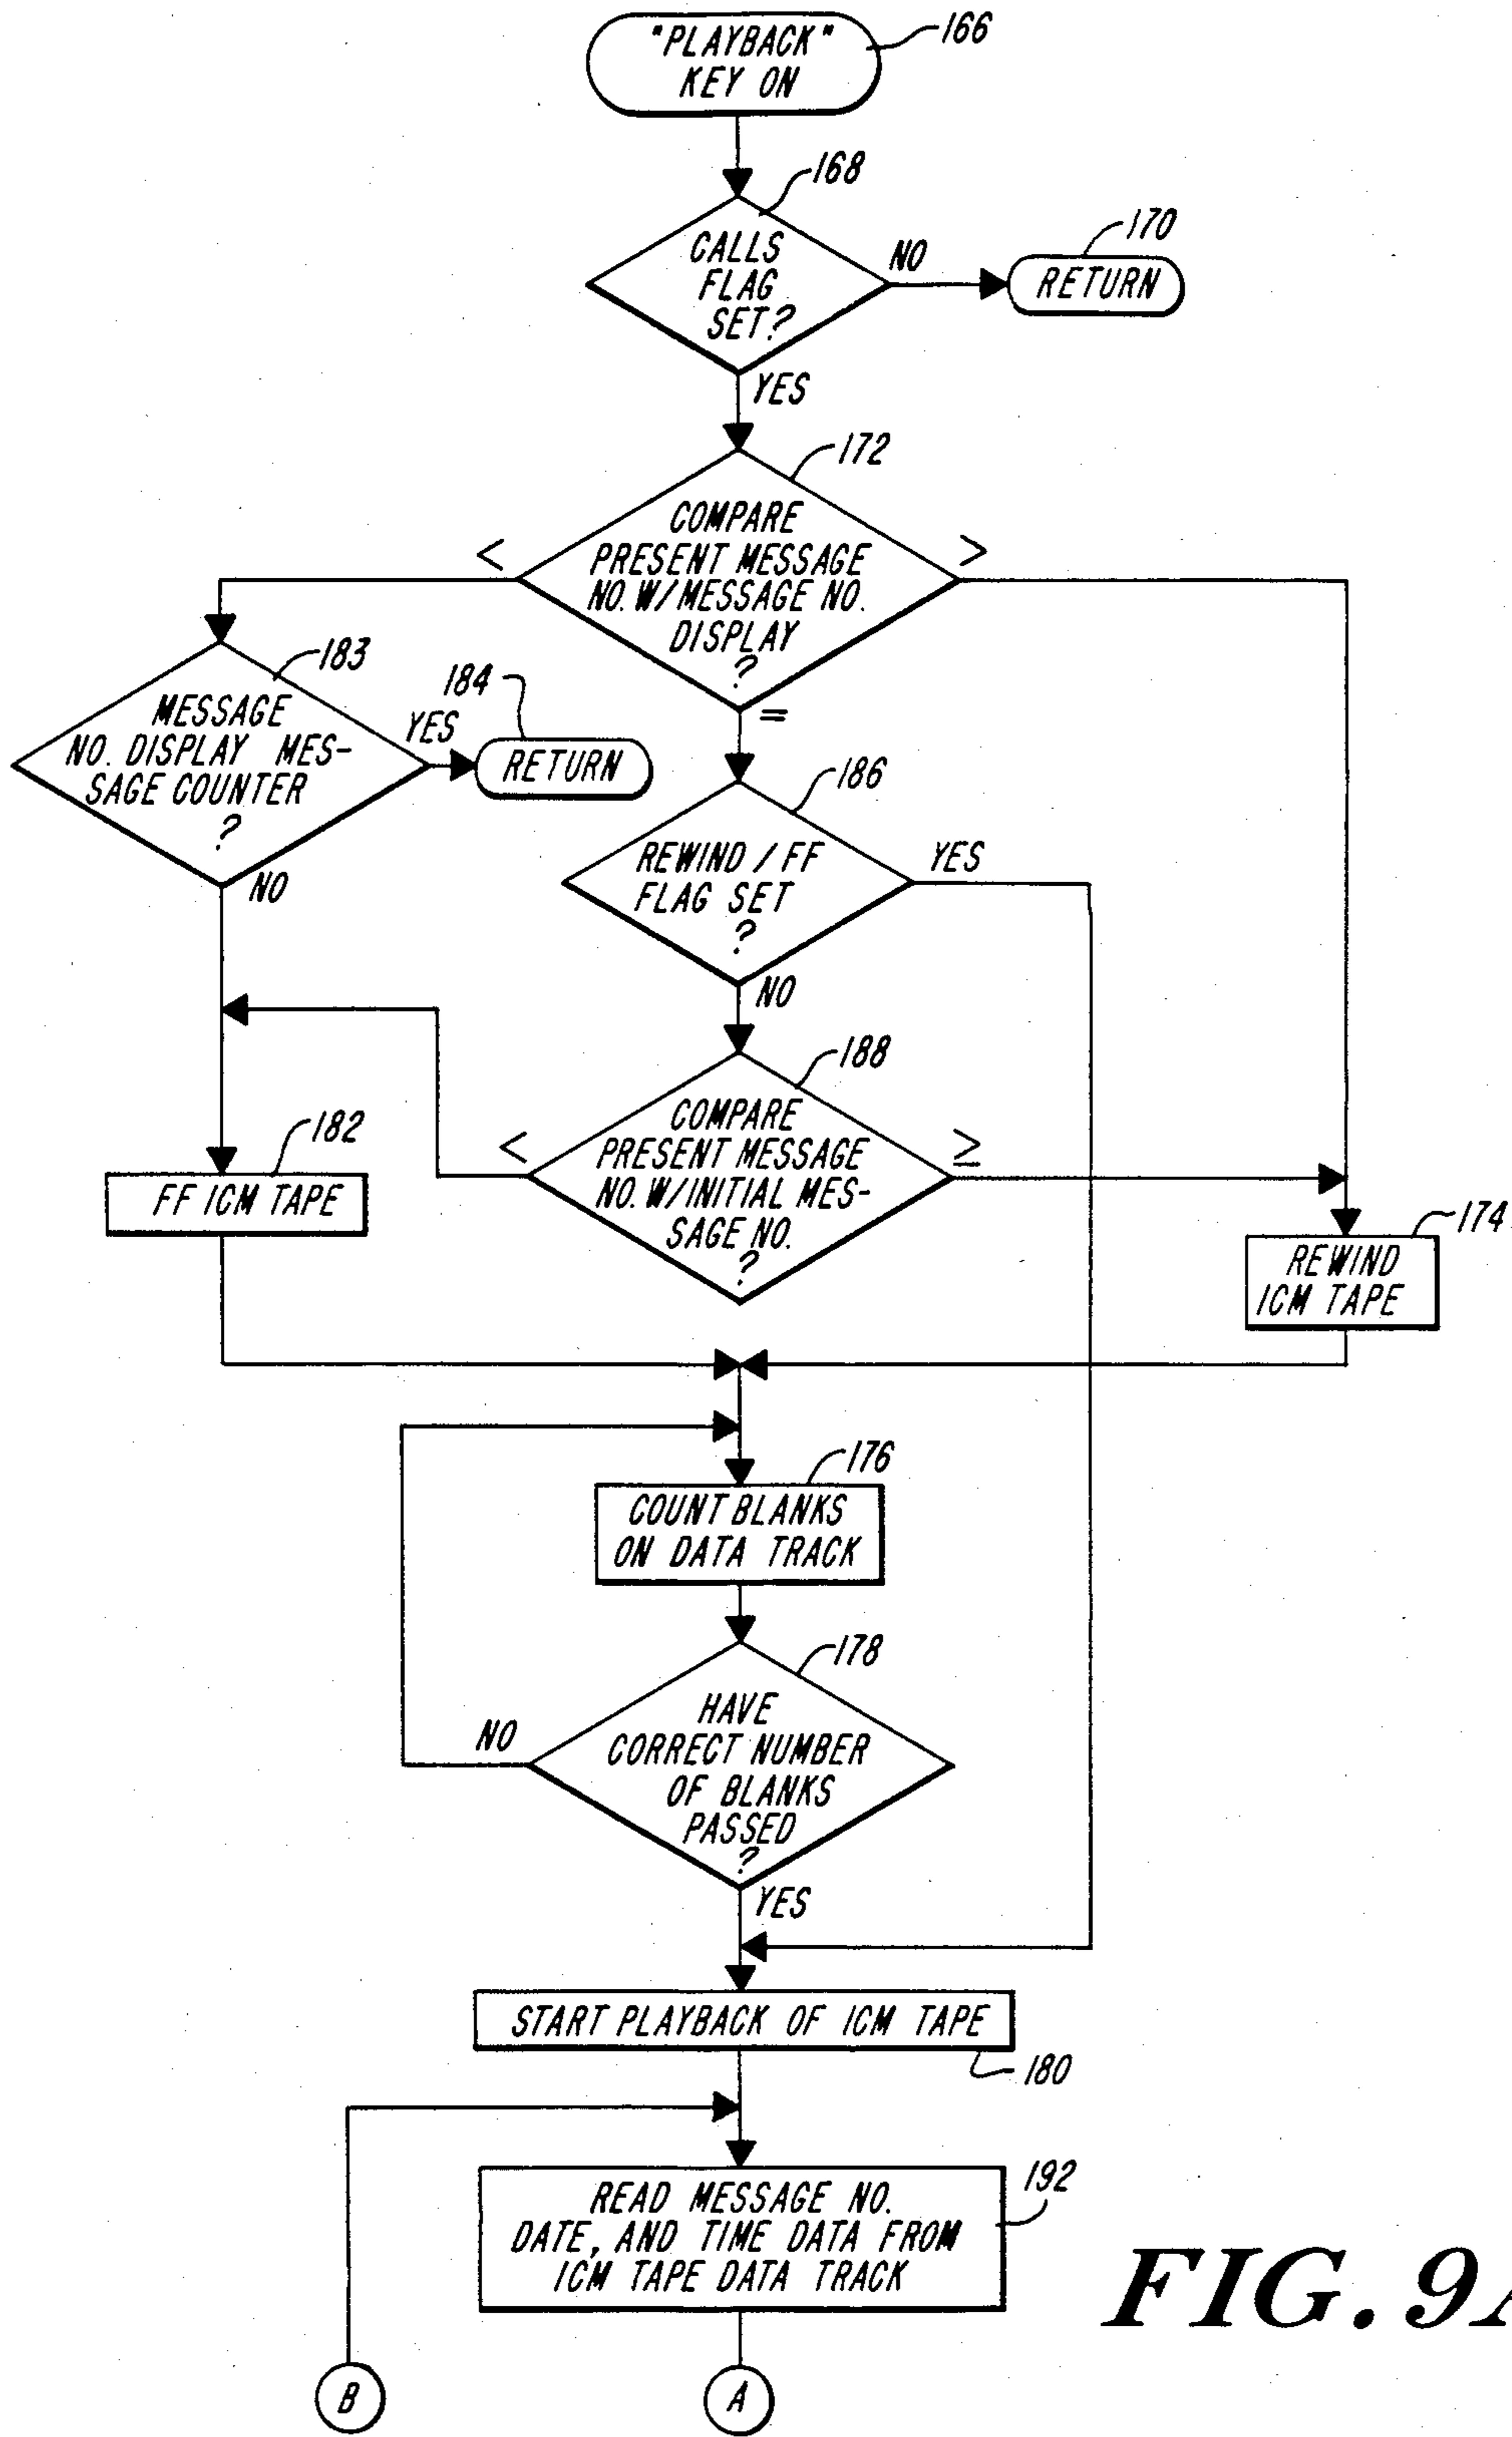 "PLAYBACK"
KEY ON
166
168
CALLS
FLAG
SET?
NO
170
RETURN
YES
172
COMPARE
PRESENT MESSAGE
NO. W/MESSAGE NO.
DISPLAY
?
<
>
=
183
MESSAGE
NO. DISPLAY MES-
SAGE COUNTER
?
YES
184
RETURN
NO
186
REWIND / FF
FLAG SET
?
YES
NO
188
COMPARE
PRESENT MESSAGE
NO. W/INITIAL MES-
SAGE NO.
?
<
≥
182
FF ICM TAPE
174
REWIND
ICM TAPE
176
COUNT BLANKS
ON DATA TRACK
178
HAVE
CORRECT NUMBER
OF BLANKS
PASSED
?
NO
YES
START PLAYBACK OF ICM TAPE
180
192
READ MESSAGE NO.
DATE, AND TIME DATA FROM
ICM TAPE DATA TRACK
B
A
FIG. 9A